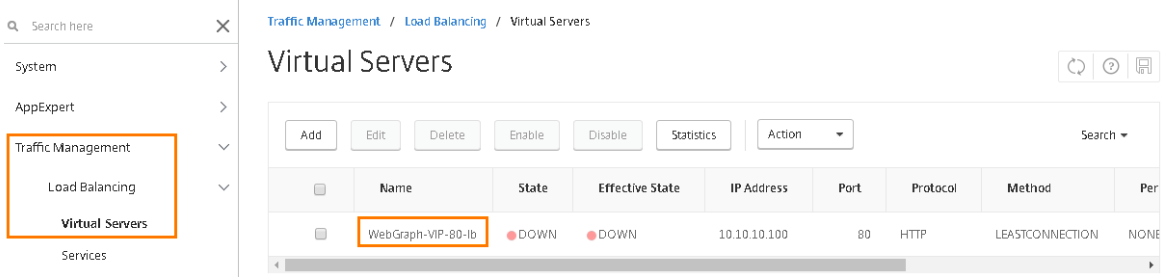 Search here
System
AppExpert
Traffic Management
Load Balancing
Virtual Servers
Services
Traffic Management / Load Balancing / Virtual Servers
Virtual Servers
Add Edit Delete Enable Disable Statistics Action Search
Name State Effective State IP Address Port Protocol Method Per
WebGraph-VIP-80-lb DOWN DOWN 10.10.10.100 80 HTTP LEASTCONNECTION NONE